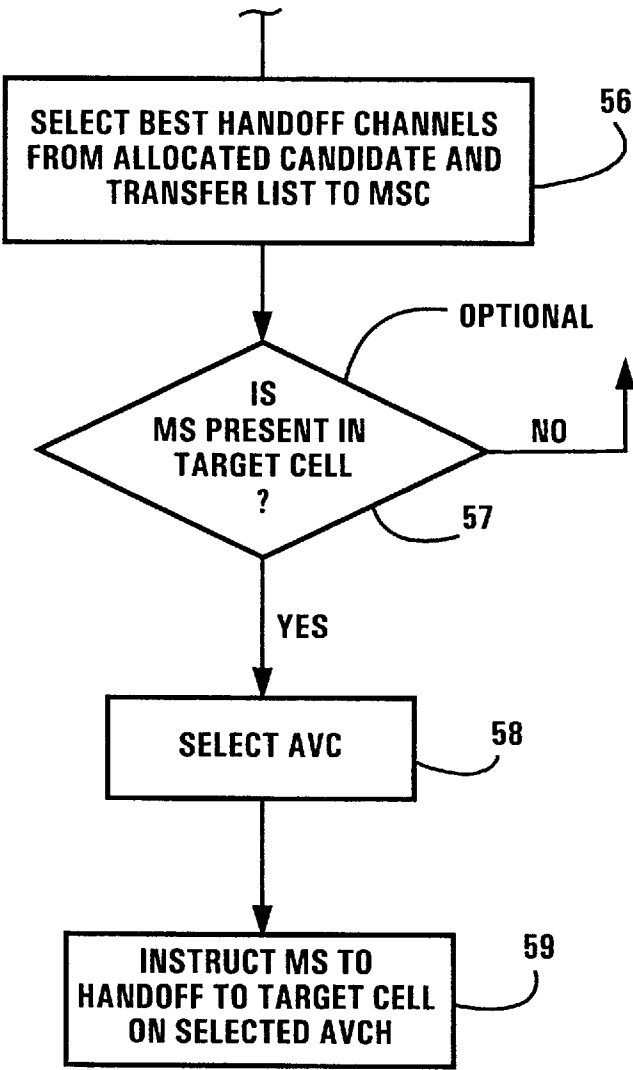 SELECT BEST HANDOFF CHANNELS
FROM ALLOCATED CANDIDATE AND
TRANSFER LIST TO MSC
56
OPTIONAL
IS
MS PRESENT IN
TARGET CELL
?
NO
57
YES
SELECT AVC
58
INSTRUCT MS TO
HANDOFF TO TARGET CELL
ON SELECTED AVCH
59